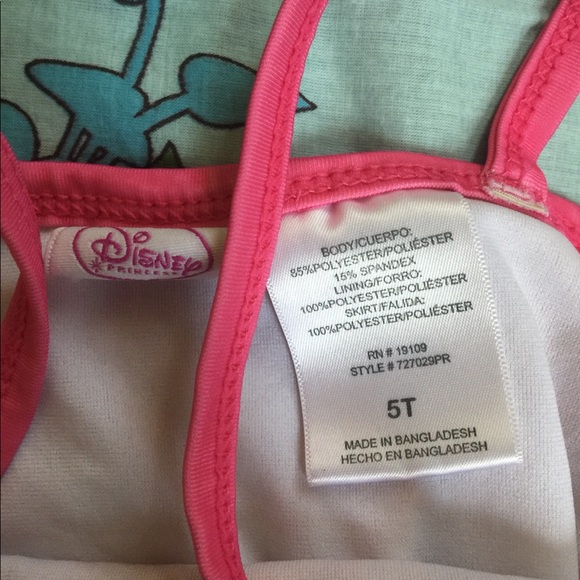 Disney
PRINCESS
BODY/CUERPO:
85%POLYESTER/POLIÉSTER
15% SPANDEX
LINING/FORRO:
100%POLYESTER/POLIÉSTER
SKIRT/FALIDA:
100%POLYESTER/POLIÉSTER
RN # 19109
STYLE # 727029PR
5T
MADE IN BANGLADESH
HECHO EN BANGLADESH